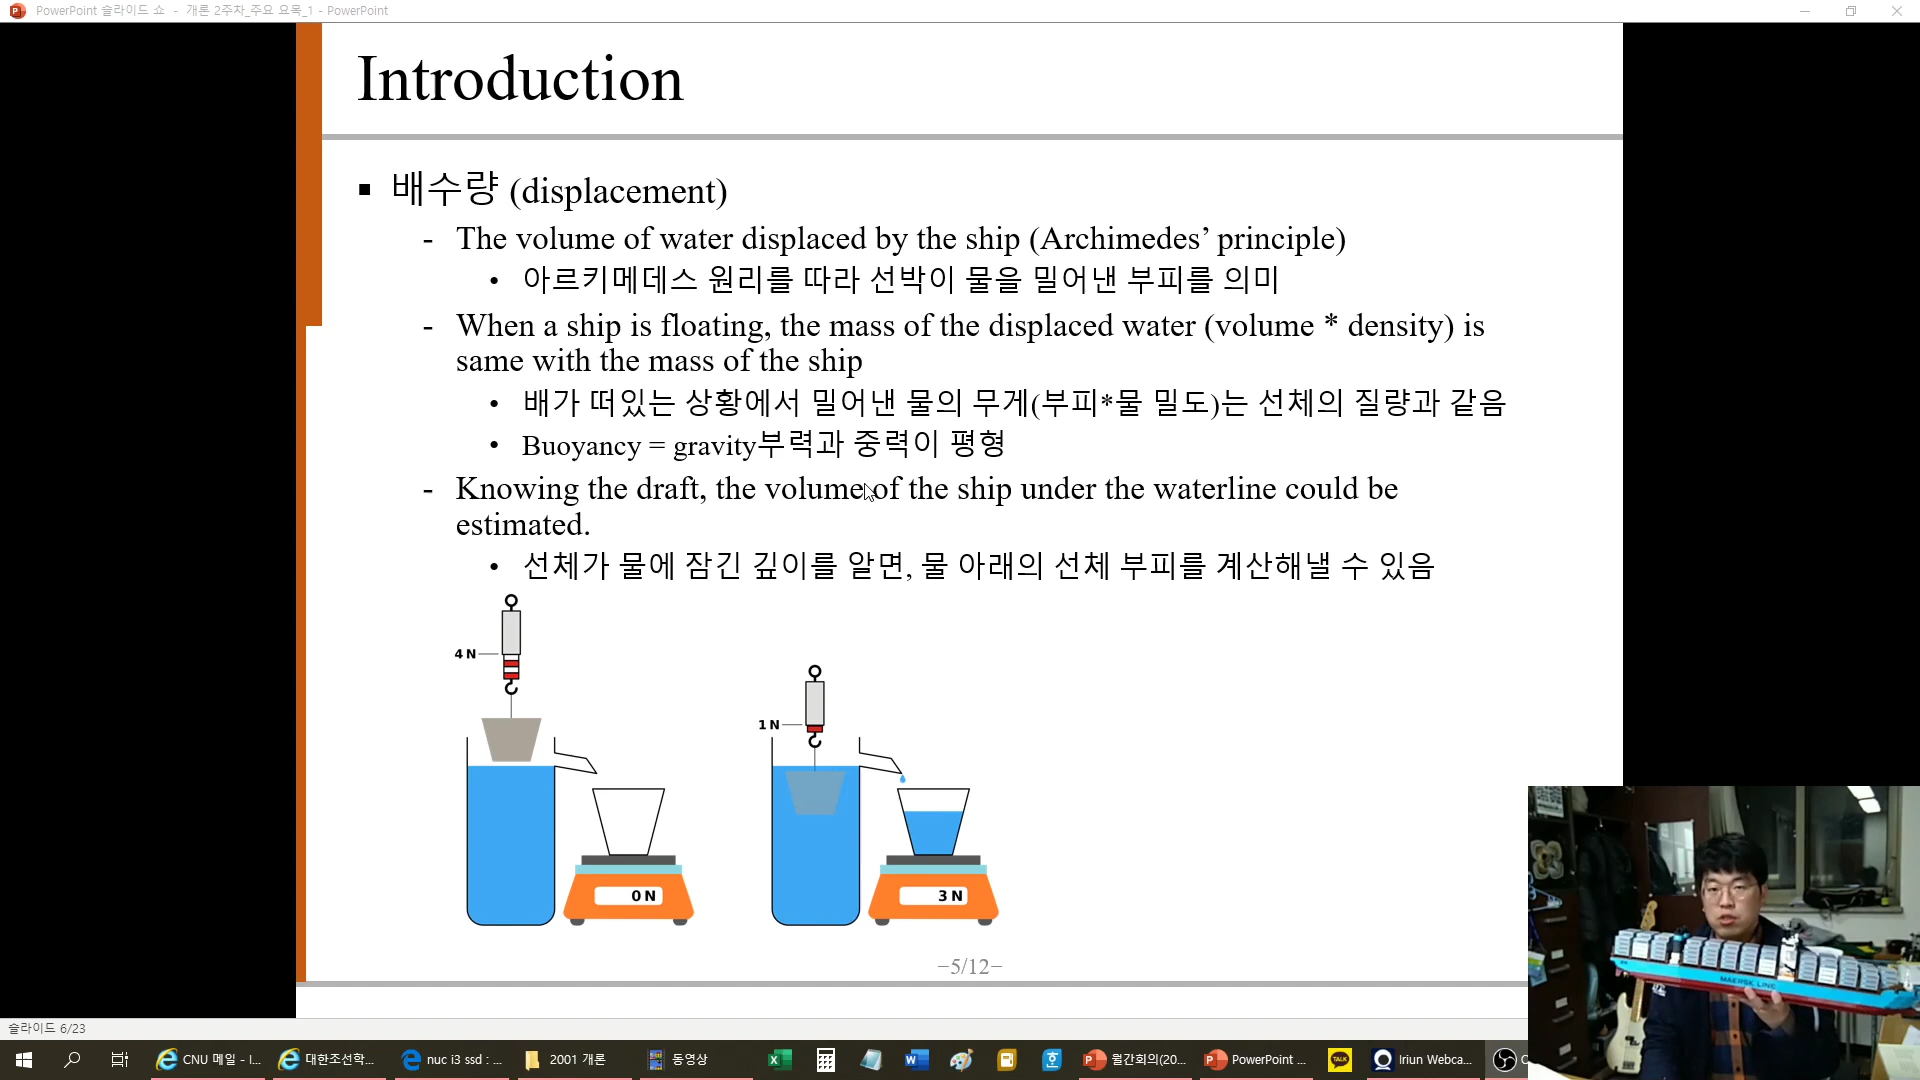 PowerPoint 슬라이드 쇼 - 개론 2주차_주요 요목_1 - PowerPoint
Introduction
▪ 배수량 (displacement)
- The volume of water displaced by the ship (Archimedes’ principle)
• 아르키메데스 원리를 따라 선박이 물을 밀어낸 부피를 의미
- When a ship is floating, the mass of the displaced water (volume * density) is
same with the mass of the ship
• 배가 떠있는 상황에서 밀어낸 물의 무게(부피*물 밀도)는 선체의 질량과 같음
• Buoyancy = gravity부력과 중력이 평형
- Knowing the draft, the volume of the ship under the waterline could be
estimated.
• 선체가 물에 잠긴 깊이를 알면, 물 아래의 선체 부피를 계산해낼 수 있음
4 N
1 N
0 N
3 N
MAERSK LINE
−5/12−
슬라이드 6/23
CNU 메일 - I...
대한조선학...
nuc i3 ssd : ...
2001 개론
동영상
TALK
월간회의(20...
PowerPoint ...
Iriun Webca...